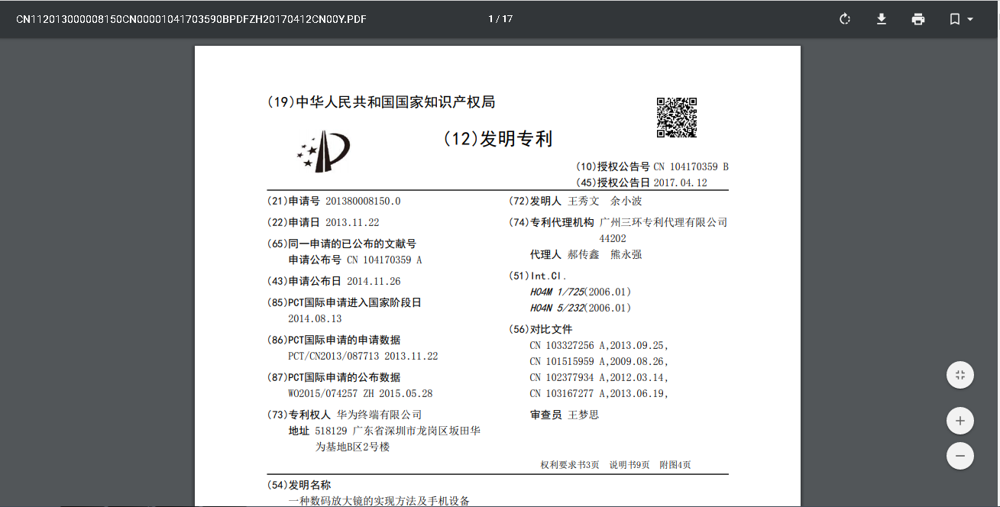 CN112013000008150CN00001041703590BPDFZH20170412CN00Y.PDF
1 / 17
(19)中华人民共和国国家知识产权局
(12)发明专利
(10)授权公告号 CN 104170359 B
(45)授权公告日 2017.04.12
(21)申请号 201380008150.0
(22)申请日 2013.11.22
(65)同一申请的已公布的文献号
申请公布号 CN 104170359 A
(43)申请公布日 2014.11.26
(85)PCT国际申请进入国家阶段日
2014.08.13
(86)PCT国际申请的申请数据
PCT/CN2013/087713 2013.11.22
(87)PCT国际申请的公布数据
WO2015/074257 ZH 2015.05.28
(73)专利权人 华为终端有限公司
地址 518129 广东省深圳市龙岗区坂田华
为基地B区2号楼
(72)发明人 王秀文 余小波
(74)专利代理机构 广州三环专利代理有限公司
44202
代理人 郝传鑫 熊永强
(51)Int.Cl.
H04M 1/725(2006.01)
H04N 5/232(2006.01)
(56)对比文件
CN 103327256 A,2013.09.25,
CN 101515959 A,2009.08.26,
CN 102377934 A,2012.03.14,
CN 103167277 A,2013.06.19,
审查员 王梦思
权利要求书3页 说明书9页 附图4页
(54)发明名称
一种数码放大镜的实现方法及手机设备